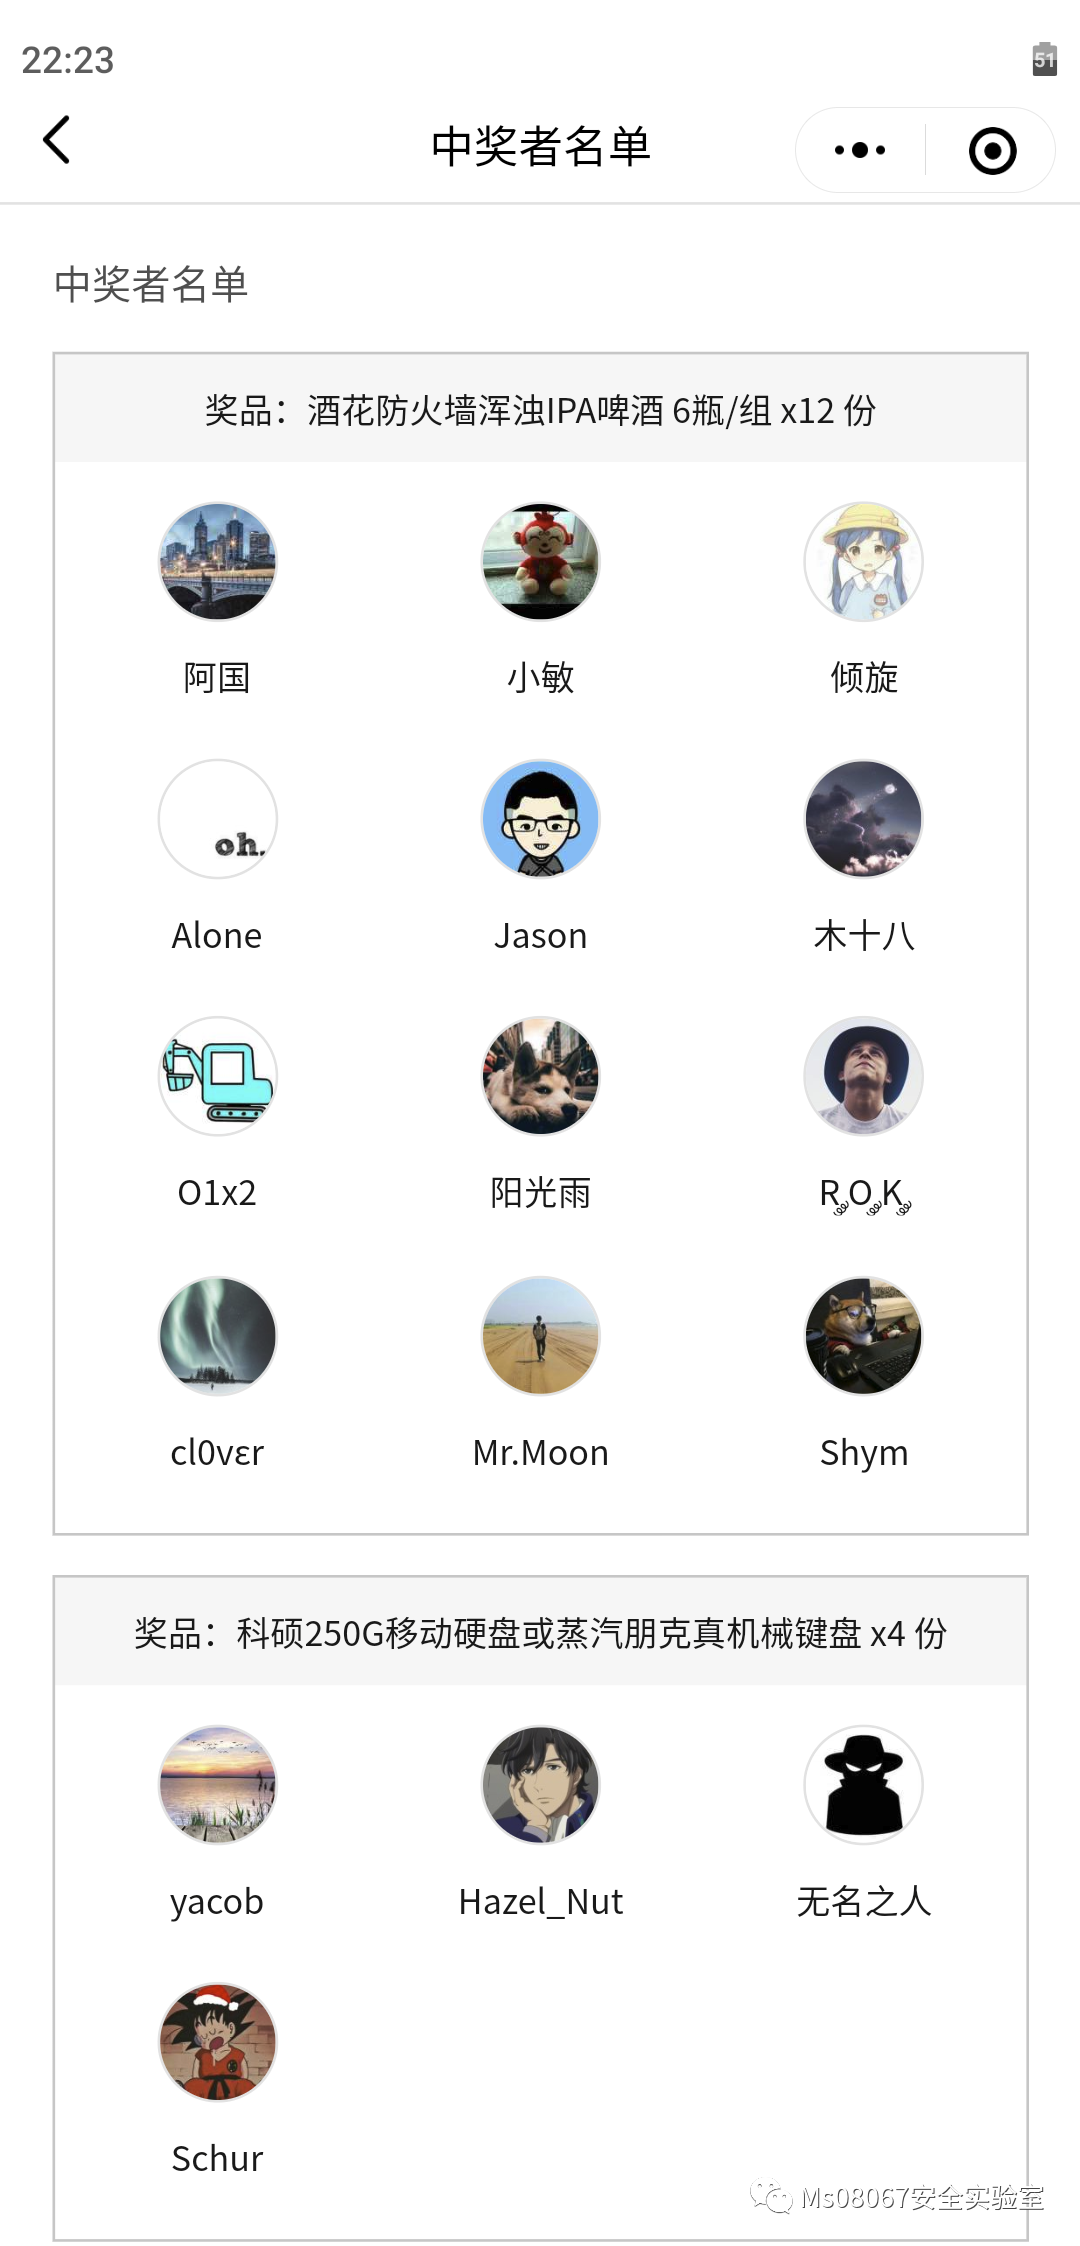 22:23
51
中奖者名单
中奖者名单
奖品：酒花防火墙浑浊IPA啤酒 6瓶/组 x12 份
阿国
小敏
倾旋
oh.
Alone
Jason
木十八
O1x2
阳光雨
R༽O༽K༽
cl0vεr
Mr.Moon
Shym
奖品：科硕250G移动硬盘或蒸汽朋克真机械键盘 x4 份
yacob
Hazel_Nut
无名之人
Schur
Ms08067安全实验室